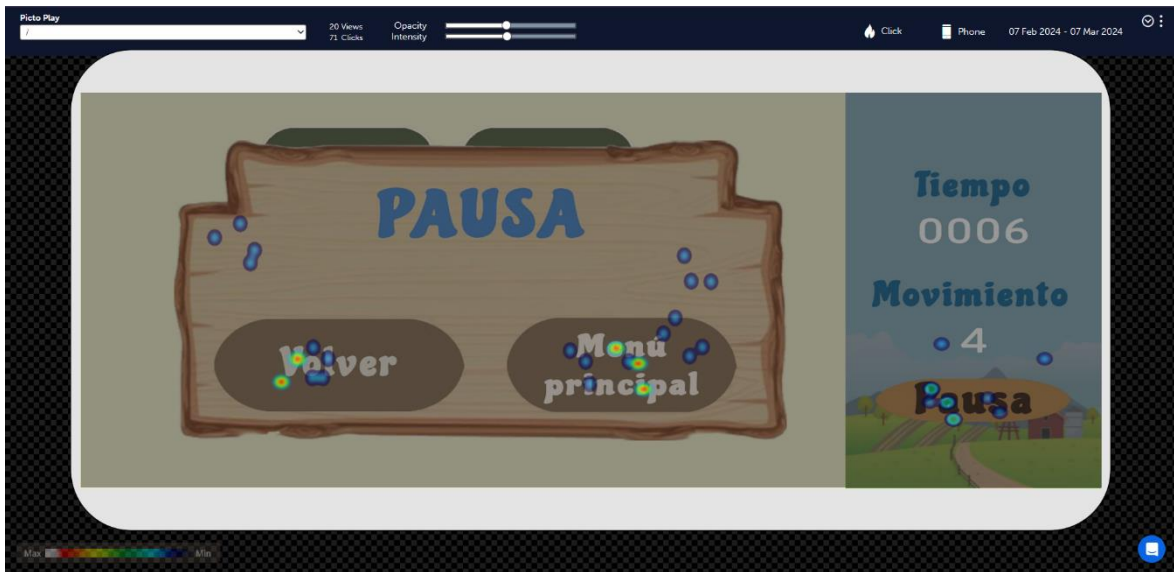 Picto Play
/
20 Views
71 Clicks
Opacity
Intensity
Click
Phone
07 Feb 2024 - 07 Mar 2024
PAUSA
Volver
Menú
principal
Tiempo
0006
Movimiento
4
Pausa
Max
Min